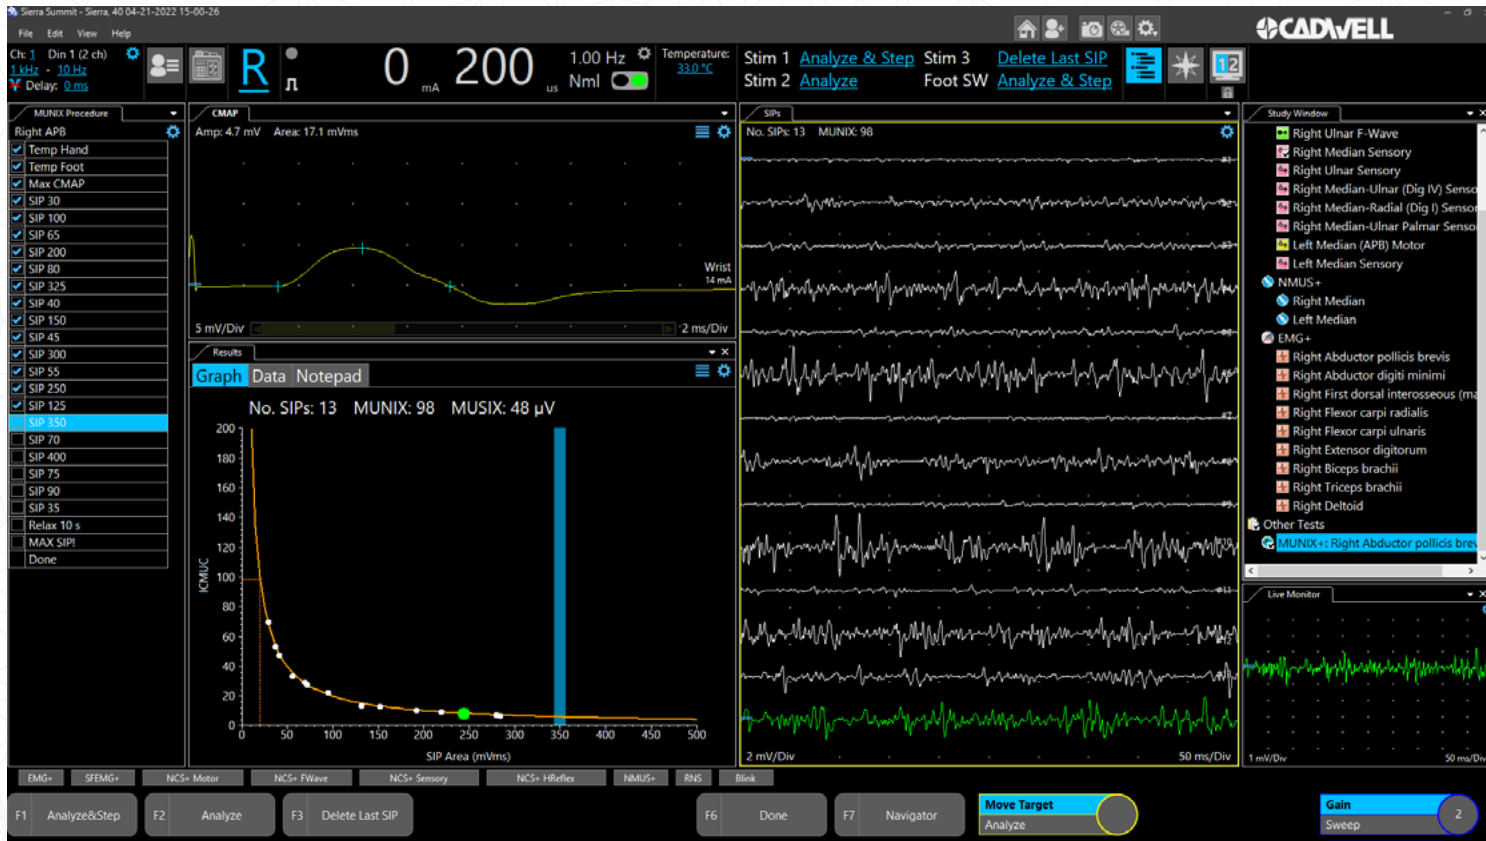 Sierra Summit - Sierra, 40 04-21-2022 15-00-26
File Edit View Help
CADWELL
Ch: 1 Din 1 (2 ch)
1 kHz - 10 Hz
Delay: 0 ms
R
0 mA 200 us
1.00 Hz
Nml
Temperature:
33.0 °C
Stim 1 Analyze & Step Stim 3 Delete Last SIP
Stim 2 Analyze Foot SW Analyze & Step
12
MUNIX Procedure
Right APB
Temp Hand
Temp Foot
Max CMAP
SIP 30
SIP 100
SIP 65
SIP 200
SIP 80
SIP 325
SIP 40
SIP 150
SIP 45
SIP 300
SIP 55
SIP 250
SIP 125
SIP 350
SIP 70
SIP 400
SIP 75
SIP 90
SIP 35
Relax 10 s
MAX SIP!
Done
CMAP
Amp: 4.7 mV Area: 17.1 mVms
Wrist
14 mA
5 mV/Div 2 ms/Div
Results
Graph Data Notepad
No. SIPs: 13 MUNIX: 98 MUSIX: 48 µV
200
180
160
140
120
100
80
60
40
20
0
ICMUC
0 50 100 150 200 250 300 350 400 450 500
SIP Area (mVms)
SIPs
No. SIPs: 13 MUNIX: 98
2 mV/Div 50 ms/Div
Study Window
Right Ulnar F-Wave
Right Median Sensory
Right Ulnar Sensory
Right Median-Ulnar (Dig IV) Senso
Right Median-Radial (Dig I) Sensor
Right Median-Ulnar Palmar Senso
Left Median (APB) Motor
Left Median Sensory
NMUS+
Right Median
Left Median
EMG+
Right Abductor pollicis brevis
Right Abductor digiti minimi
Right First dorsal interosseous (ma
Right Flexor carpi radialis
Right Flexor carpi ulnaris
Right Extensor digitorum
Right Biceps brachii
Right Triceps brachii
Right Deltoid
Other Tests
MUNIX+: Right Abductor pollicis brev
Live Monitor
1 mV/Div 50 ms/Div
EMG+ SFEMG+ NCS+ Motor NCS+ FWave NCS+ Sensory NCS+ HReflex NMUS+ RNS Blink
F1 Analyze&Step F2 Analyze F3 Delete Last SIP F6 Done F7 Navigator
Move Target
Analyze
Gain
Sweep
2